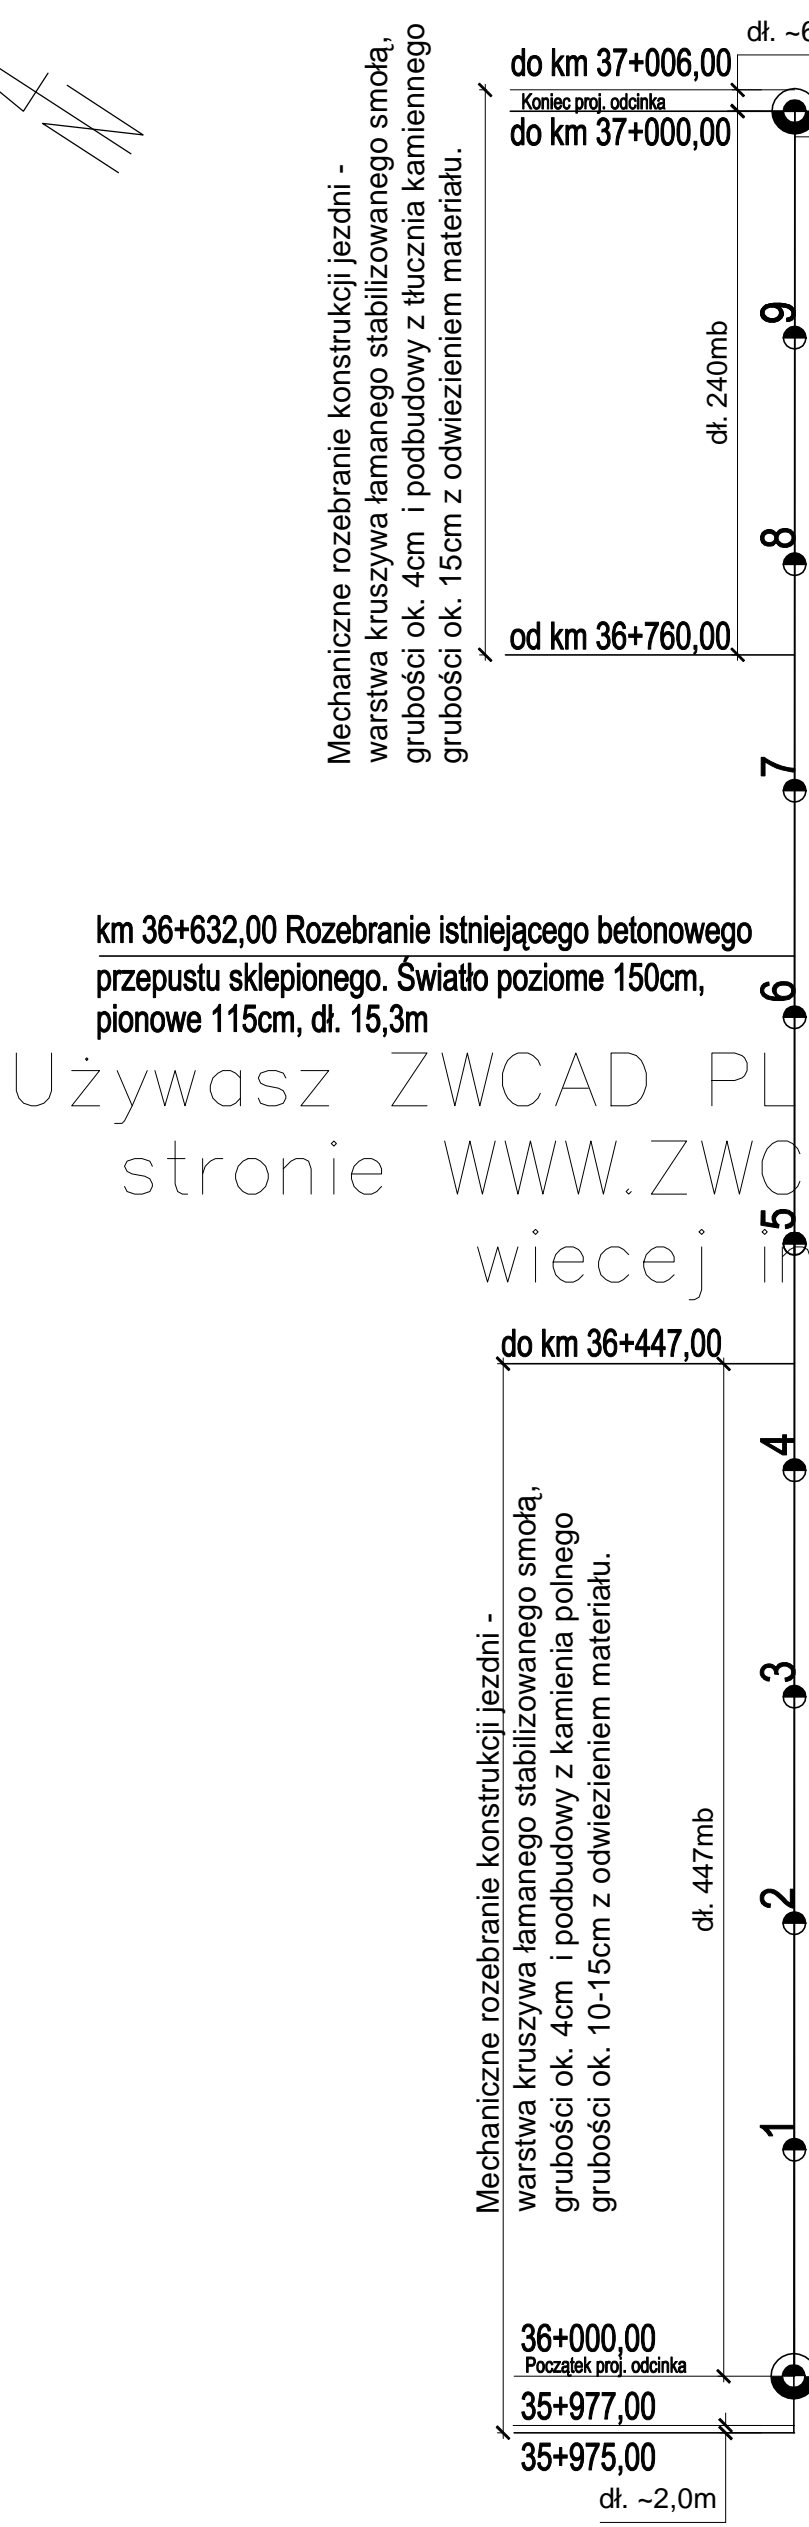 dł. ~6
do km 37+006,00
Koniec proj. odcinka
do km 37+000,00
Mechaniczne rozebranie konstrukcji jezdni -
warstwa kruszywa łamanego stabilizowanego smołą,
grubości ok. 4cm i podbudowy z tłucznia kamiennego
grubości ok. 15cm z odwiezieniem materiału.
9
dł. 240mb
8
od km 36+760,00
7
km 36+632,00 Rozebranie istniejącego betonowego
przepustu sklepionego. Światło poziome 150cm,
pionowe 115cm, dł. 15,3m
6
Używasz ZWCAD PL
stronie WWW.ZWC
wiecej in
5
do km 36+447,00
4
Mechaniczne rozebranie konstrukcji jezdni -
warstwa kruszywa łamanego stabilizowanego smołą,
grubości ok. 4cm i podbudowy z kamienia polnego
grubości ok. 10-15cm z odwiezieniem materiału.
3
dł. 447mb
2
1
36+000,00
Początek proj. odcinka
35+977,00
35+975,00
dł. ~2,0m